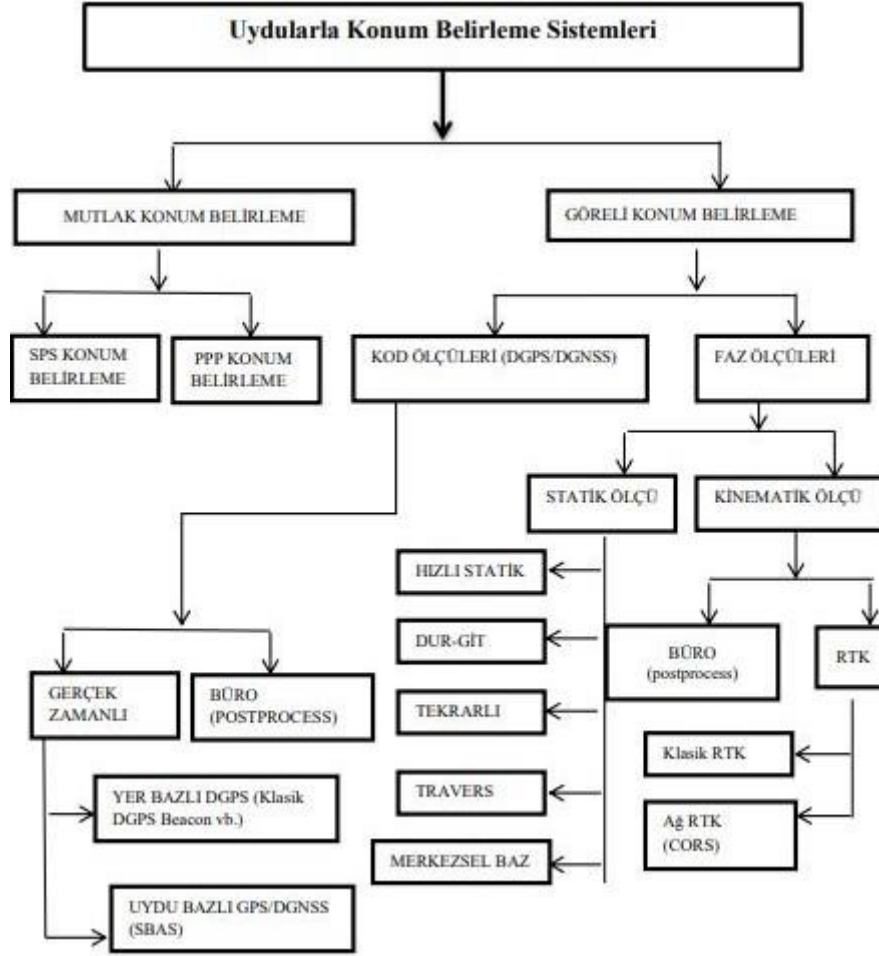 Uydularla Konum Belirleme Sistemleri
MUTLAK KONUM BELİRLEME
GÖRELİ KONUM BELİRLEME
SPS KONUM
BELİRLEME
PPP KONUM
BELİRLEME
KOD ÖLÇÜLERİ (DGPS/DGNSS)
FAZ ÖLÇÜLERİ
STATİK ÖLÇÜ
KİNEMATİK ÖLÇÜ
HIZLI STATİK
DUR-GİT
TEKRARLI
TRAVERS
MERKEZSEL BAZ
BÜRO
(postprocess)
RTK
Klasik RTK
Ağ RTK
(CORS)
GERÇEK
ZAMANLI
BÜRO
(POSTPROCESS)
YER BAZLI DGPS (Klasik
DGPS Beacon vb.)
UYDU BAZLI GPS/DGNSS
(SBAS)